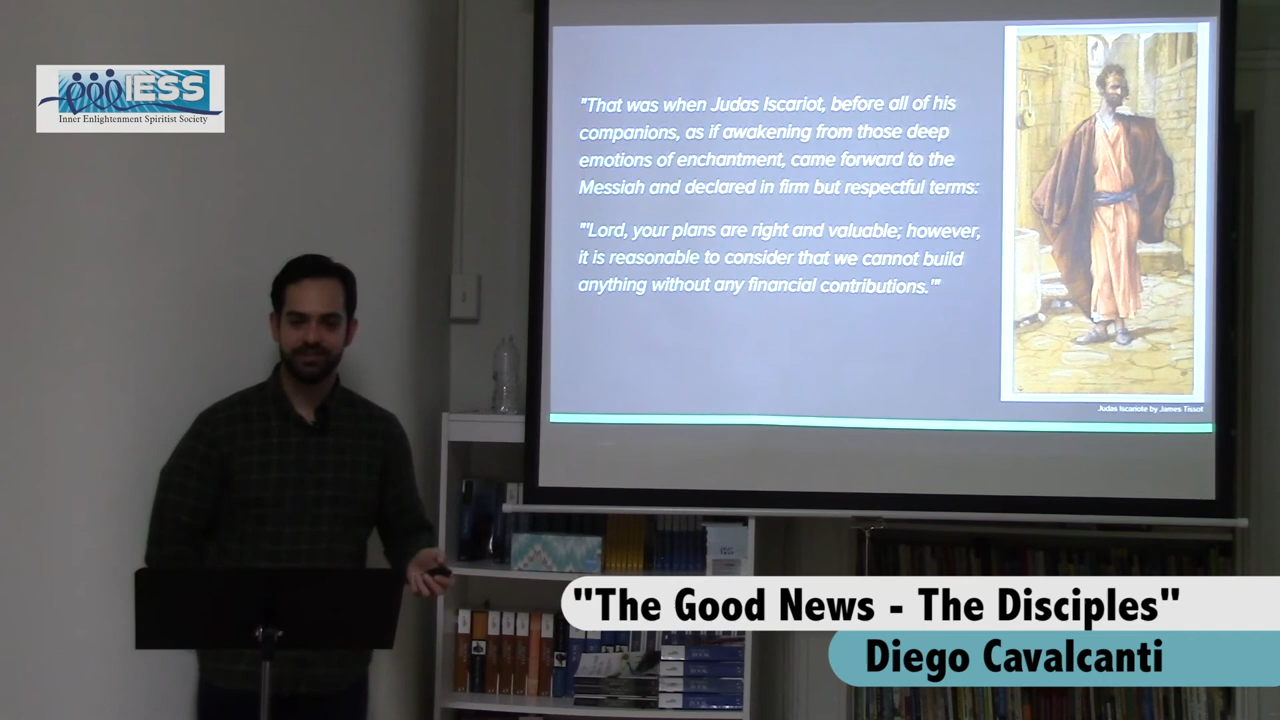 IESS
Inner Enlightenment Spiritist Society
"That was when Judas Iscariot, before all of his
companions, as if awakening from those deep
emotions of enchantment, came forward to the
Messiah and declared in firm but respectful terms:
"'Lord, your plans are right and valuable; however,
it is reasonable to consider that we cannot build
anything without any financial contributions.'"
Judas Iscariote by James Tissot
"The Good News - The Disciples"
Diego Cavalcanti